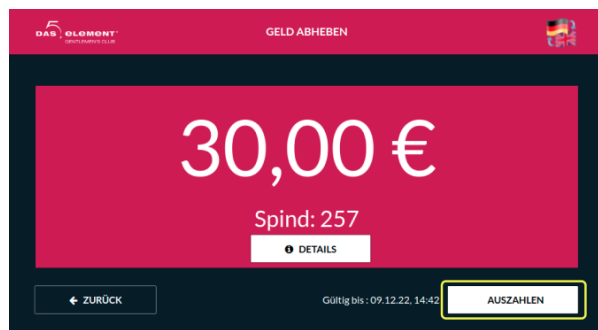 DAS 5. ELEMENT
GENTLEMEN'S CLUB
GELD ABHEBEN
30,00 €
Spind: 257
DETAILS
ZURÜCK
Gültig bis : 09.12.22, 14:42
AUSZAHLEN